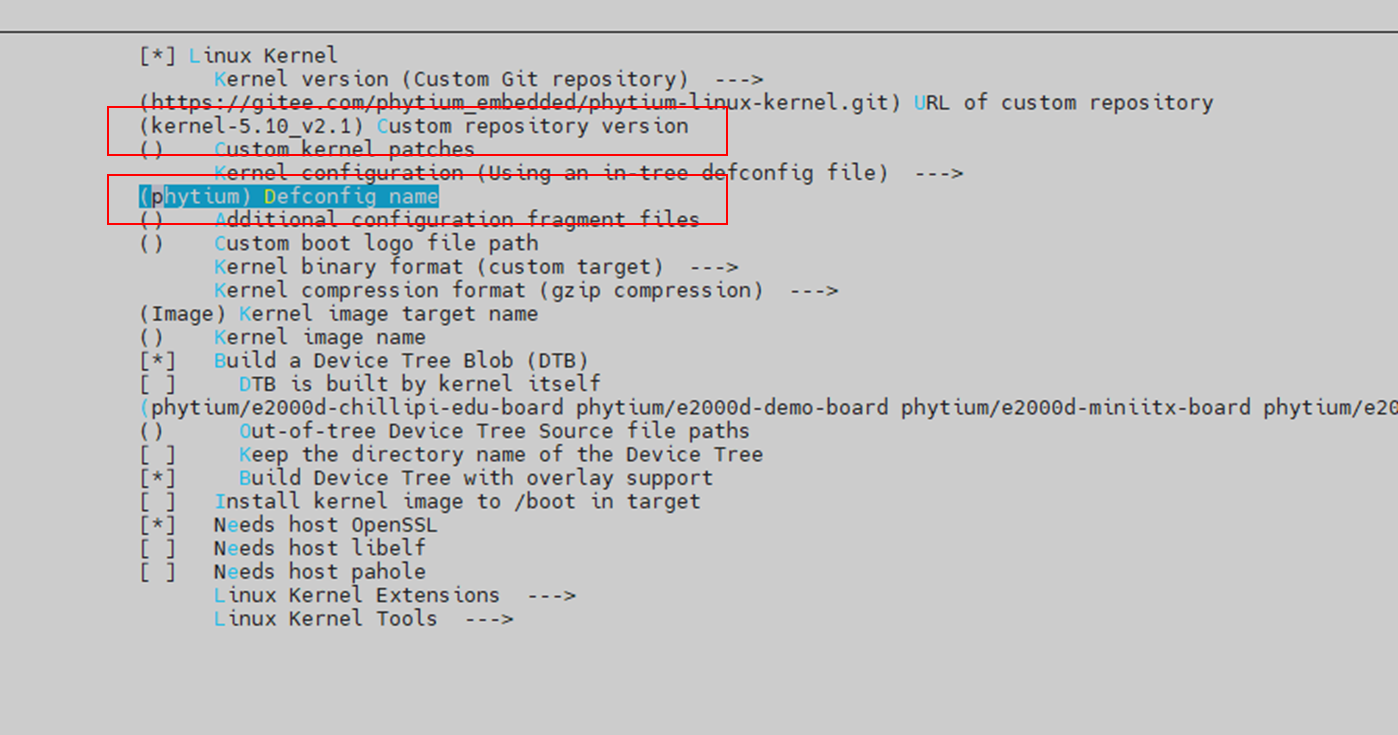 [*] Linux Kernel
Kernel version (Custom Git repository) --->
(https://gitee.com/phytium_embedded/phytium-linux-kernel.git) URL of custom repository
(kernel-5.10_v2.1) Custom repository version
() Custom kernel patches
Kernel configuration (Using an in-tree defconfig file) --->
(phytium) Defconfig name
() Additional configuration fragment files
() Custom boot logo file path
Kernel binary format (custom target) --->
Kernel compression format (gzip compression) --->
(Image) Kernel image target name
() Kernel image name
[*] Build a Device Tree Blob (DTB)
[ ] DTB is built by kernel itself
(phytium/e2000d-chillipi-edu-board phytium/e2000d-demo-board phytium/e2000d-miniitx-board phytium/e20
() Out-of-tree Device Tree Source file paths
[ ] Keep the directory name of the Device Tree
[*] Build Device Tree with overlay support
[ ] Install kernel image to /boot in target
[*] Needs host OpenSSL
[ ] Needs host libelf
[ ] Needs host pahole
Linux Kernel Extensions --->
Linux Kernel Tools --->